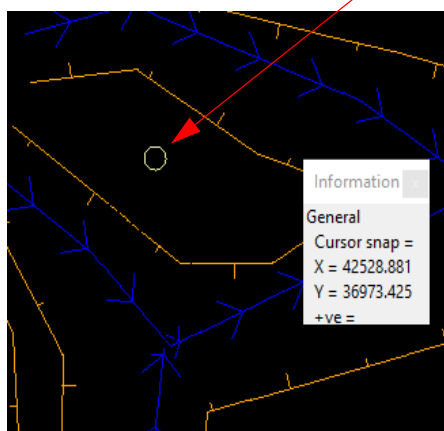 Information x
General
Cursor snap =
X = 42528.881
Y = 36973.425
+ve =